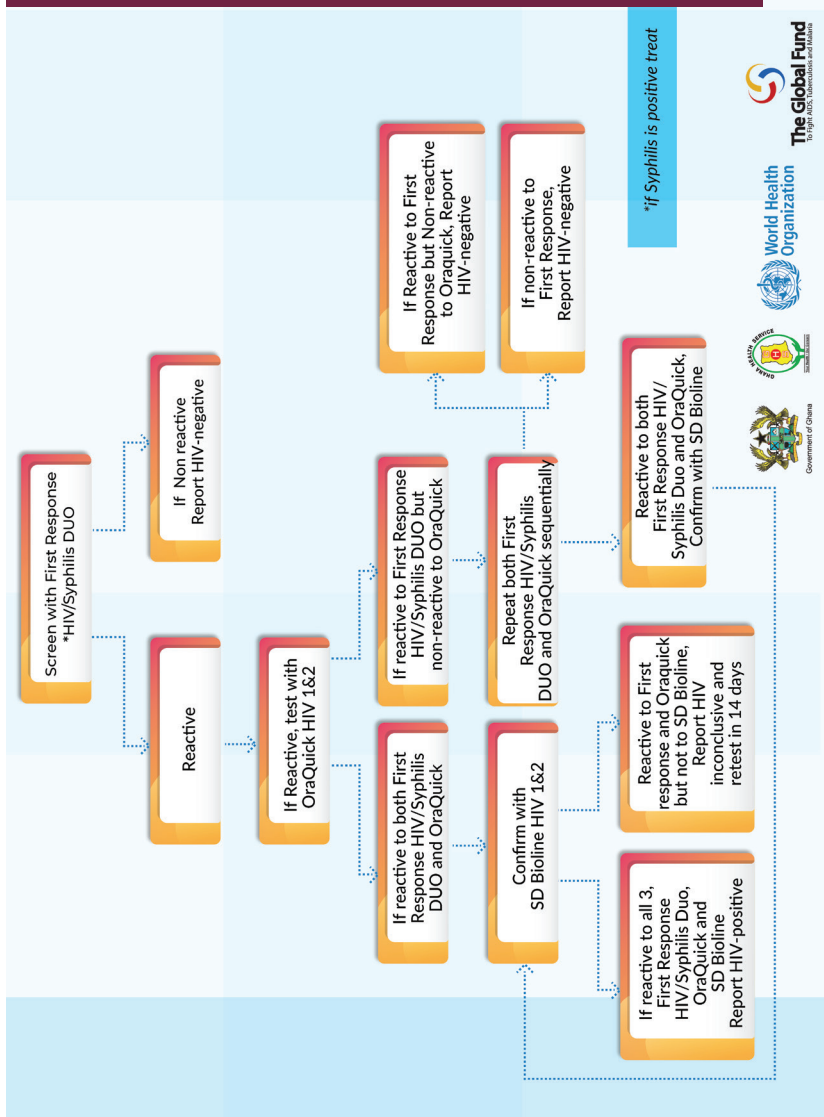 Screen with First Response
*HIV/Syphilis DUO
Reactive
If Non reactive
Report HIV-negative
If Reactive, test with
OraQuick HIV 1&2
If reactive to both First
Response HIV/Syphilis
DUO and OraQuick
If reactive to First Response
HIV/Syphilis DUO but
non-reactive to OraQuick
If Reactive to First
Response but Non-reactive
to Oraquick, Report
HIV-negative
Confirm with
SD Bioline HIV 1&2
Repeat both First
Response HIV/Syphilis
DUO and OraQuick sequentially
If non-reactive to
First Response,
Report HIV-negative
If reactive to all 3,
First Response
HIV/Syphilis Duo,
OraQuick and
SD Bioline
Report HIV-positive
Reactive to First
response and Oraquick
but not to SD Bioline,
Report HIV
inconclusive and
retest in 14 days
Reactive to both
First Response HIV/
Syphilis Duo and OraQuick,
Confirm with SD Bioline
*if Syphilis is positive treat
Government of Ghana
GHANA HEALTH SERVICE
World Health
Organization
The Global Fund
To Fight AIDS, Tuberculosis and Malaria